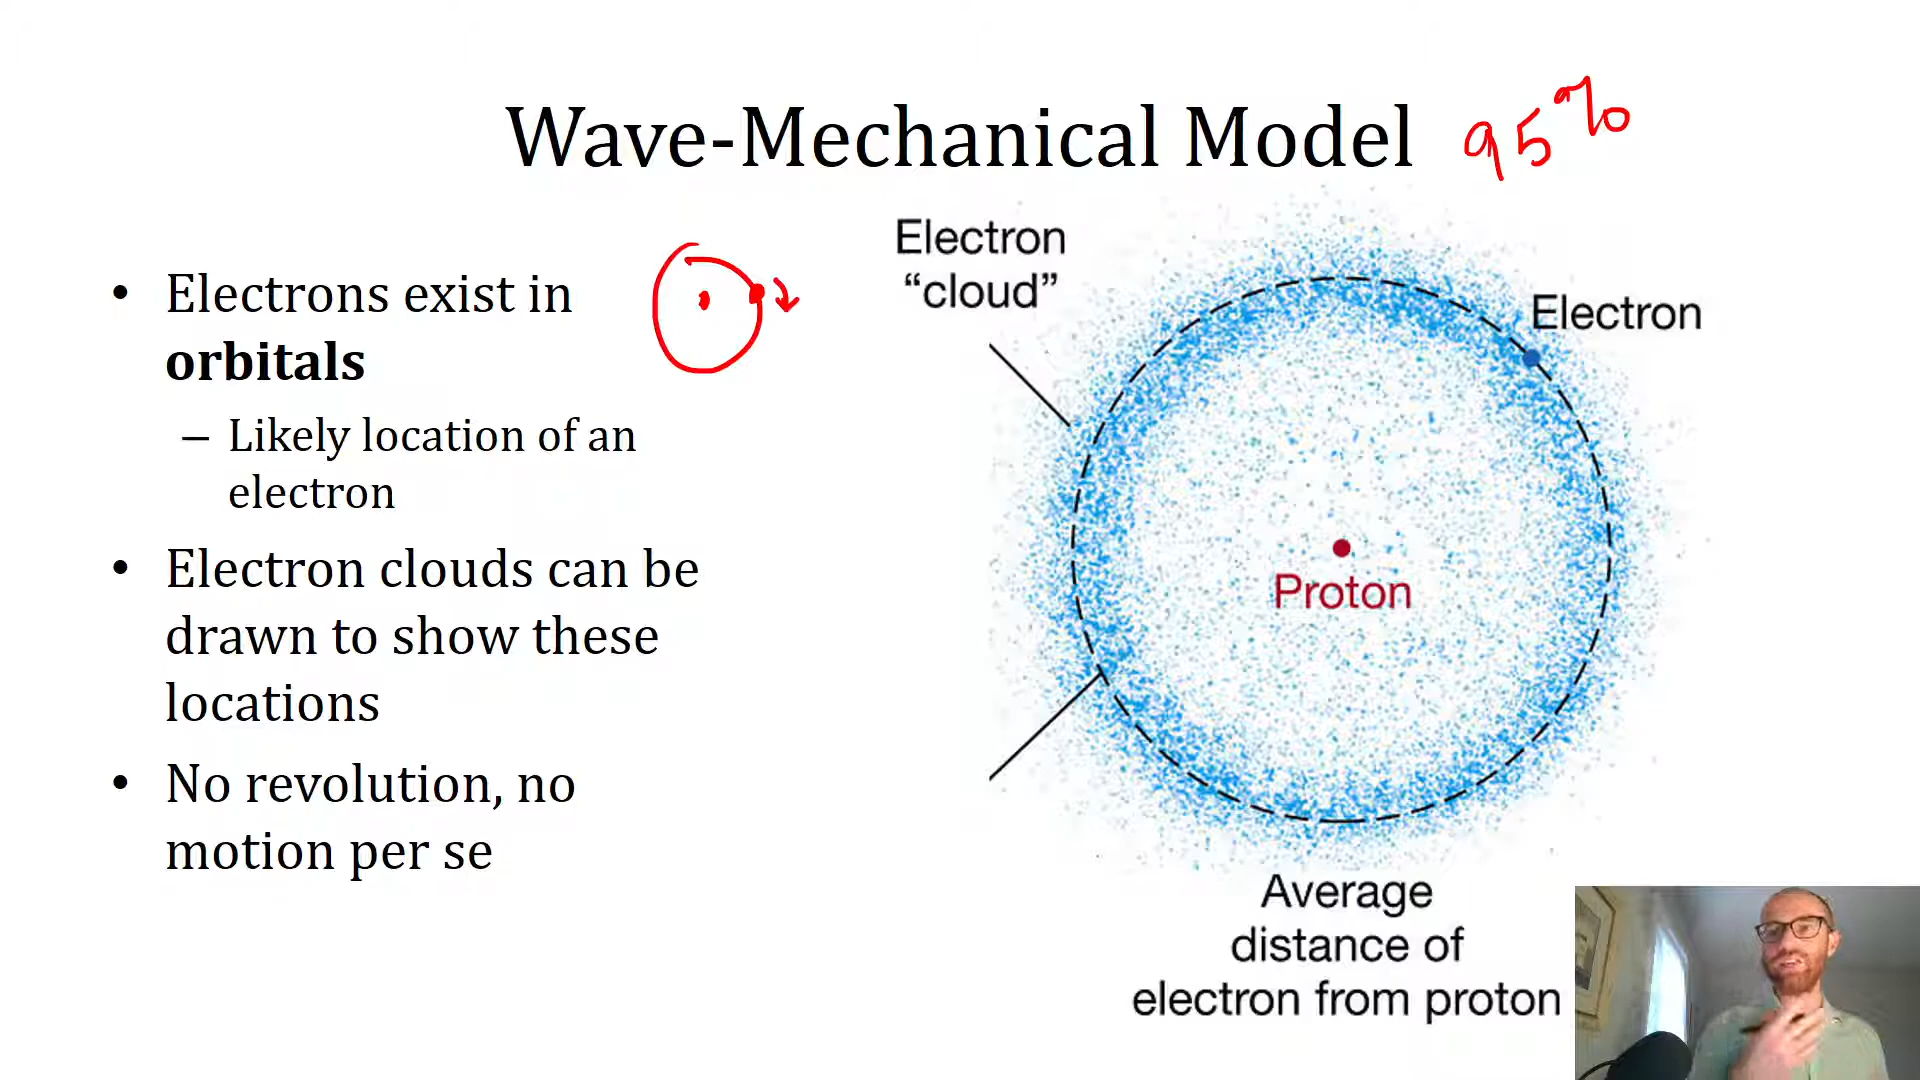 Wave-Mechanical Model 95%
• Electrons exist in
orbitals
– Likely location of an
electron
• Electron clouds can be
drawn to show these
locations
• No revolution, no
motion per se
Electron
“cloud”
Electron
Proton
Average
distance of
electron from proton